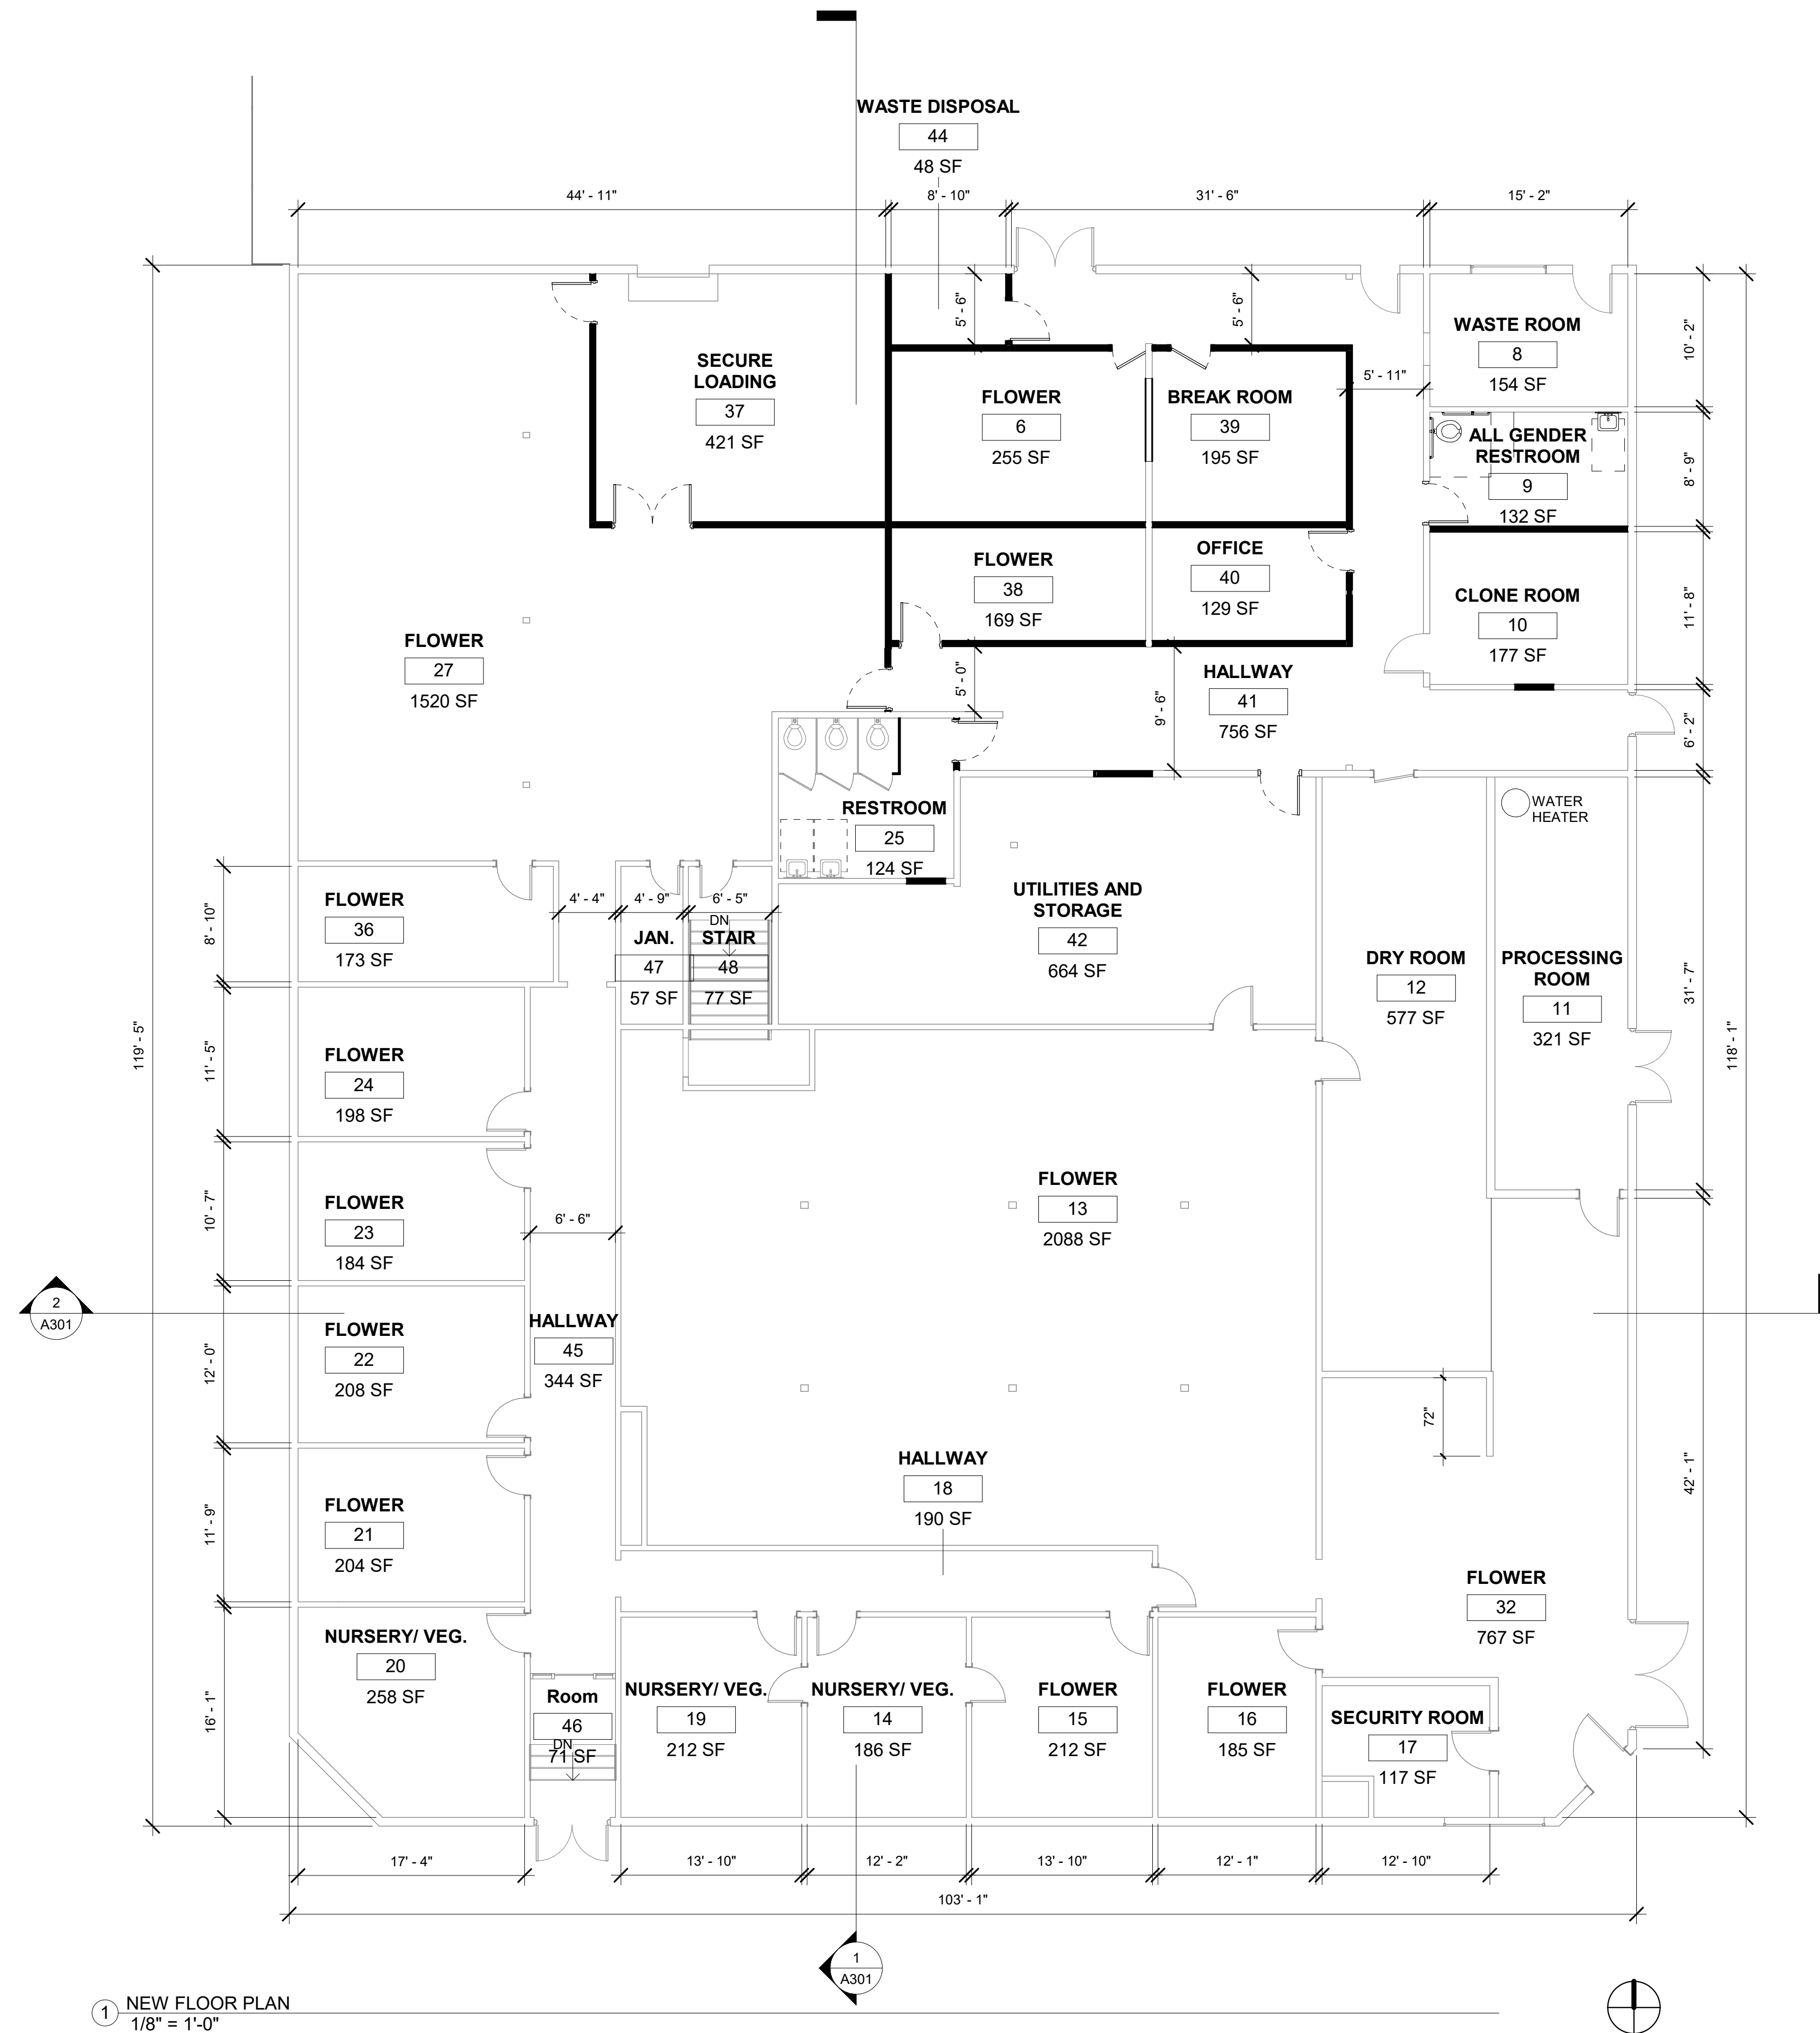 WASTE DISPOSAL
44
48 SF
44' - 11"
8' - 10"
31' - 6"
15' - 2"
5' - 6"
5' - 6"
WASTE ROOM
8
154 SF
10' - 2"
SECURE
LOADING
37
421 SF
FLOWER
6
255 SF
BREAK ROOM
39
195 SF
5' - 11"
ALL GENDER
RESTROOM
9
132 SF
8' - 9"
FLOWER
38
169 SF
OFFICE
40
129 SF
CLONE ROOM
10
177 SF
11' - 8"
FLOWER
27
1520 SF
5' - 0"
9' - 6"
HALLWAY
41
756 SF
6' - 2"
RESTROOM
25
124 SF
WATER
HEATER
FLOWER
36
173 SF
8' - 10"
4' - 4"
4' - 9"
6' - 5"
DN
JAN.
47
57 SF
STAIR
48
77 SF
UTILITIES AND
STORAGE
42
664 SF
DRY ROOM
12
577 SF
PROCESSING
ROOM
11
321 SF
31' - 7"
119' - 5"
118' - 1"
FLOWER
24
198 SF
11' - 5"
FLOWER
23
184 SF
10' - 7"
6' - 6"
FLOWER
13
2088 SF
2
A301
FLOWER
22
208 SF
12' - 0"
HALLWAY
45
344 SF
72"
HALLWAY
18
190 SF
42' - 1"
FLOWER
21
204 SF
11' - 9"
FLOWER
32
767 SF
NURSERY/ VEG.
20
258 SF
16' - 1"
Room
46
DN
71 SF
NURSERY/ VEG.
19
212 SF
NURSERY/ VEG.
14
186 SF
FLOWER
15
212 SF
FLOWER
16
185 SF
SECURITY ROOM
17
117 SF
17' - 4"
13' - 10"
12' - 2"
13' - 10"
12' - 1"
12' - 10"
103' - 1"
1
A301
1
NEW FLOOR PLAN
1/8" = 1'-0"